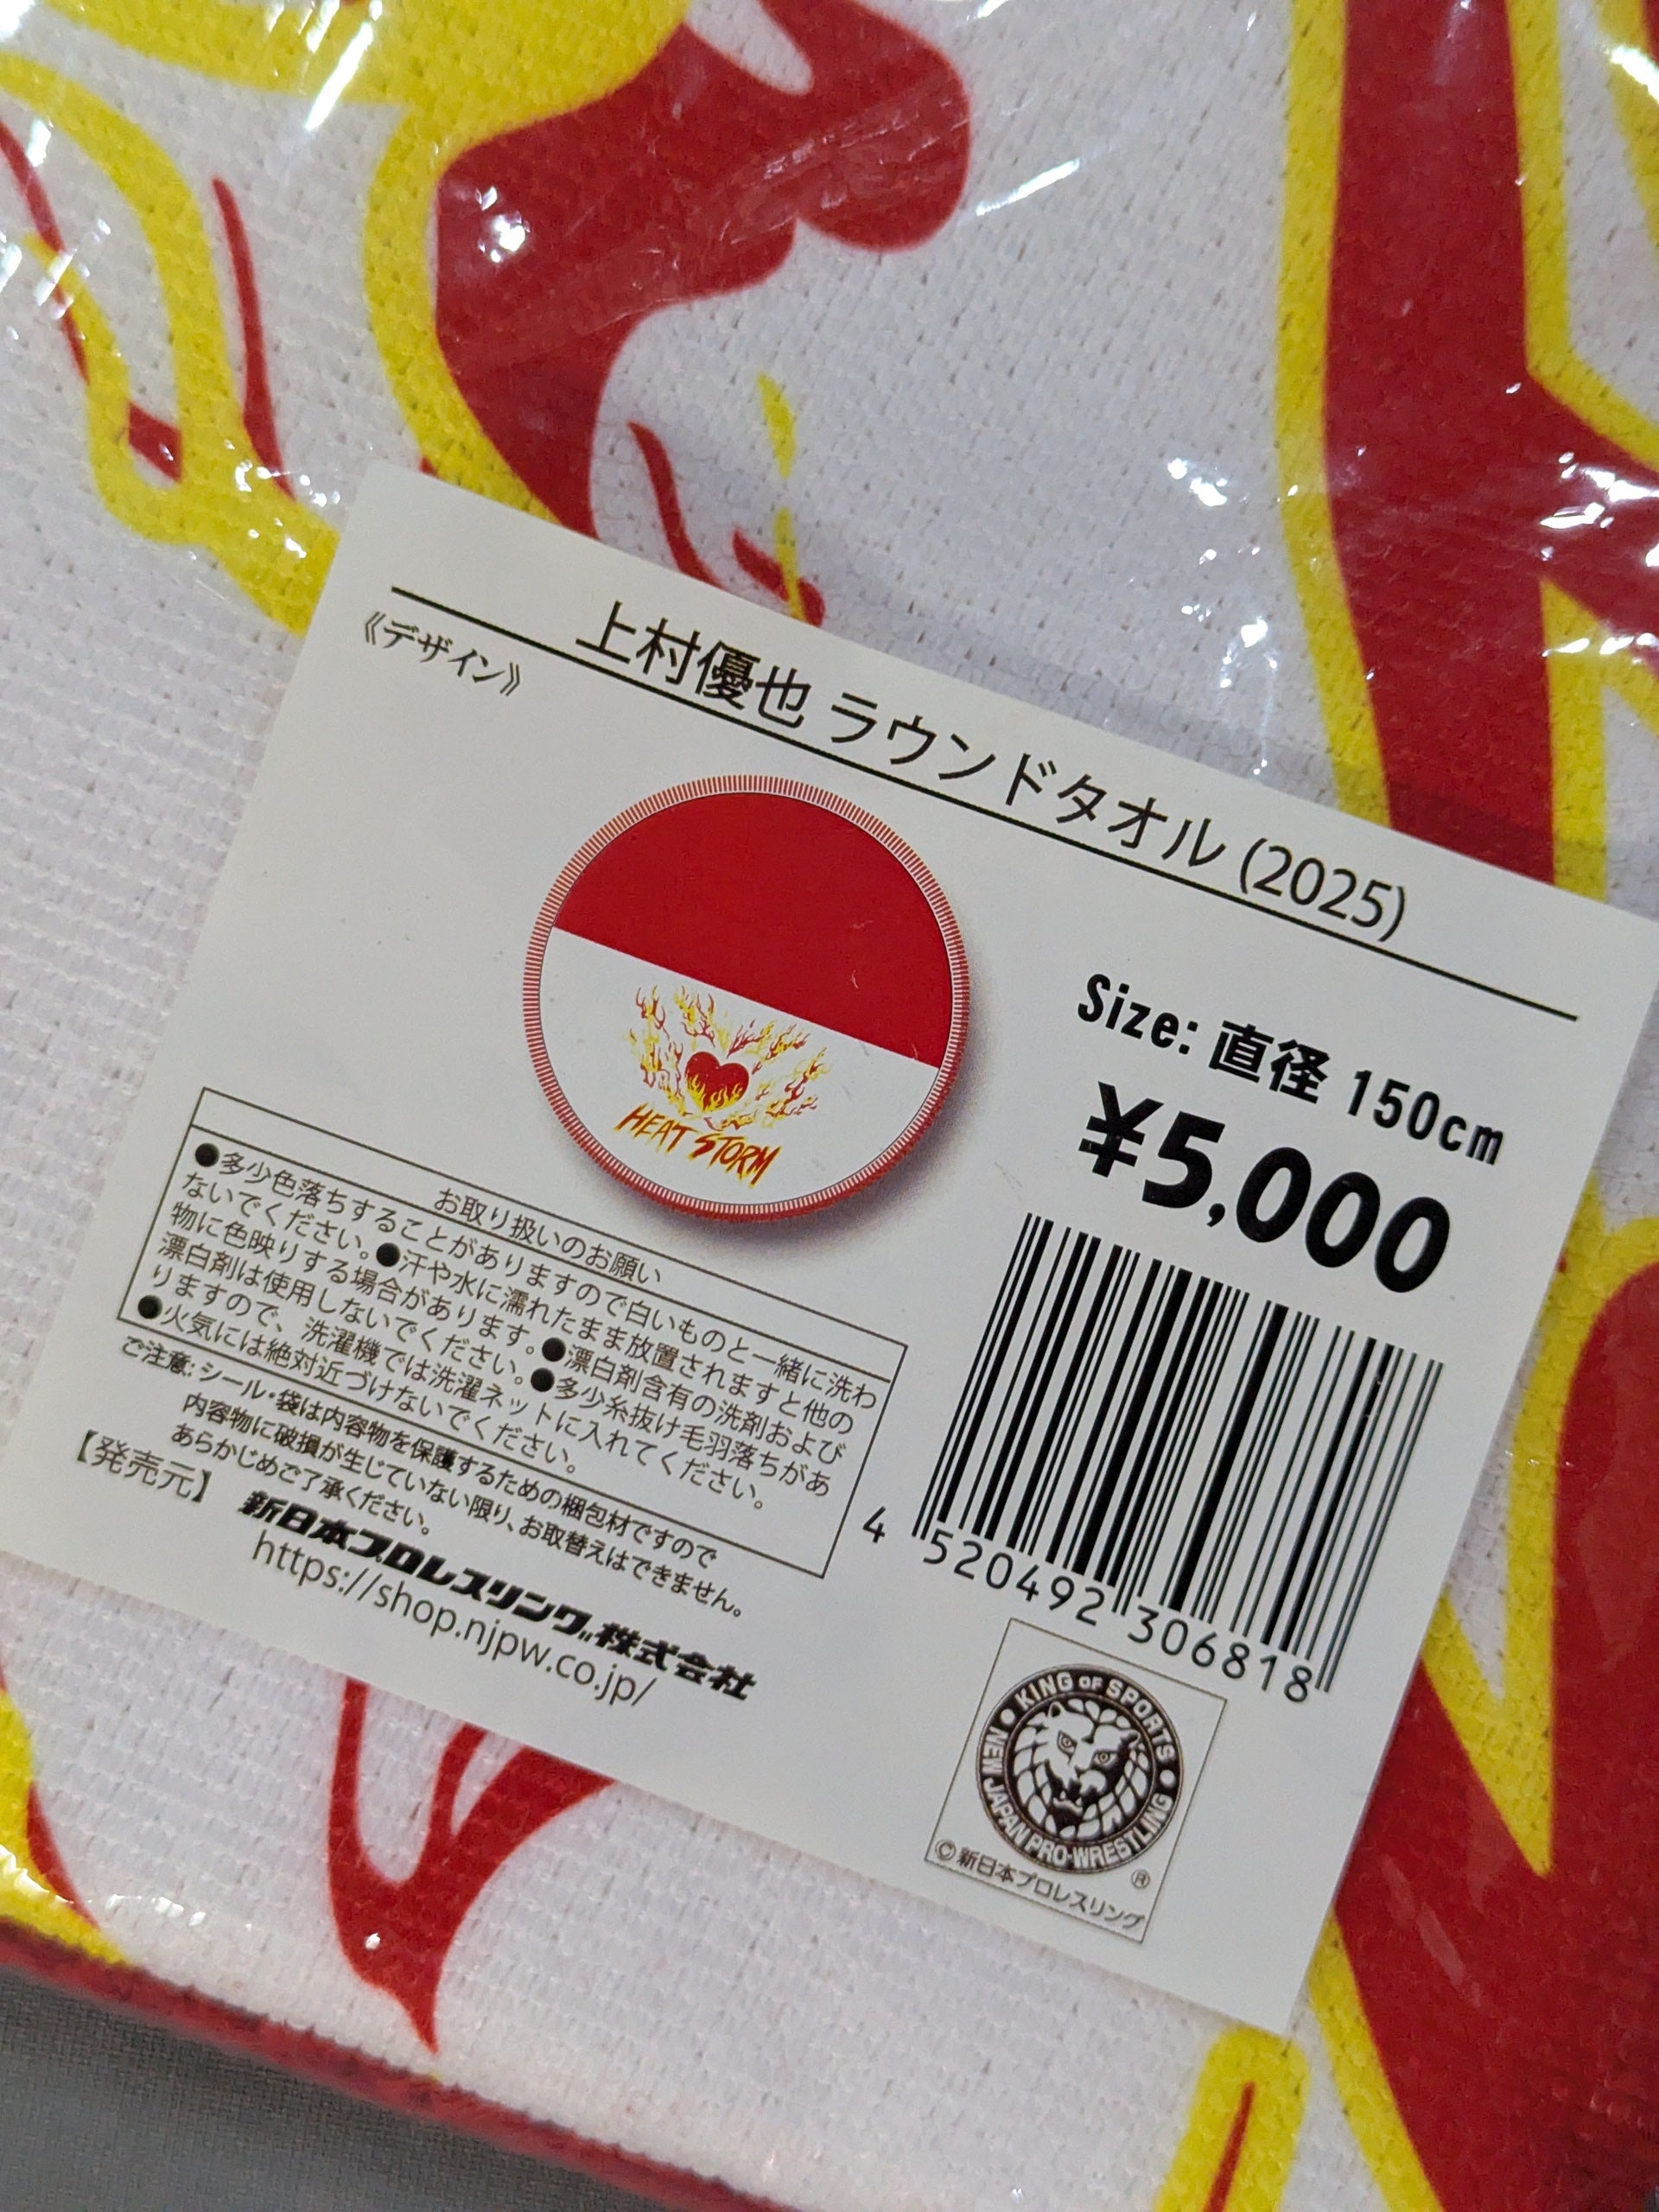 上村優也 ラウンドタオル (2025)
《デザイン》
HEAT STORM
Size: 直径 150cm
¥5,000
お取り扱いのお願い
●多少色落ちすることがありますので白いものと一緒に洗わ
ないでください。●汗や水に濡れたまま放置されますと他の
物に色映りする場合があります。●漂白剤含有の洗剤および
漂白剤は使用しないでください。●多少糸抜け毛羽落ちがあ
りますので、洗濯機では洗濯ネットに入れてください。
●火気には絶対近づけないでください。
ご注意: シール・袋は内容物を保護するための梱包材ですので
内容物に破損が生じていない限り、お取替えはできません。
あらかじめご了承ください。
【発売元】
新日本プロレスリング株式会社
https://shop.njpw.co.jp/
4 520492 306818
KING OF SPORTS
NEW JAPAN PRO-WRESTLING
®
©新日本プロレスリング